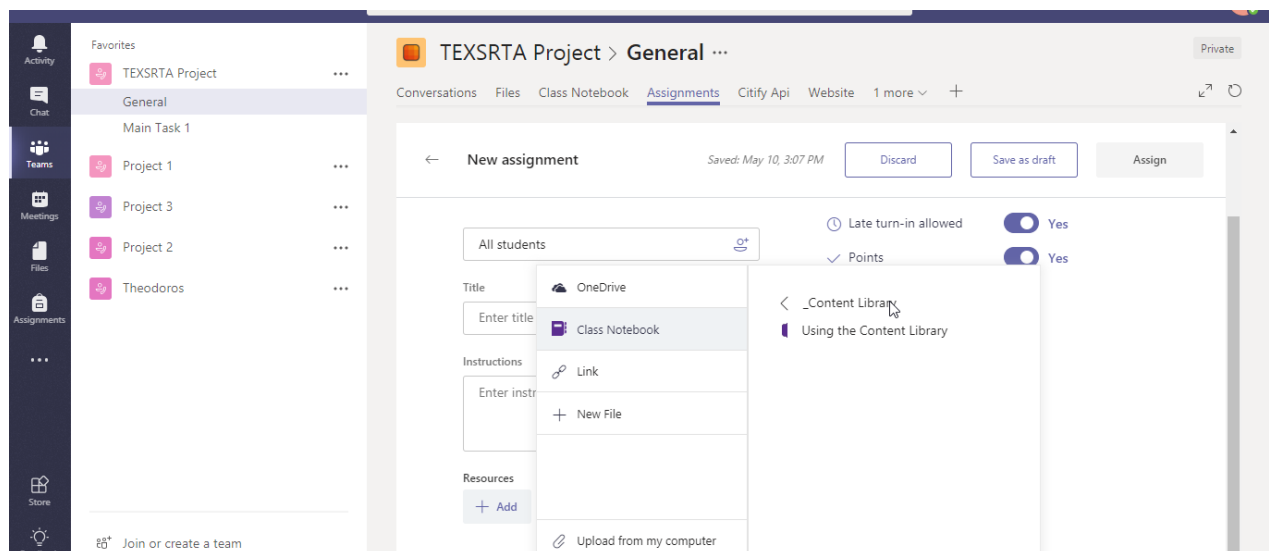 Activity
Chat
Teams
Meetings
Files
Assignments
Store
Favorites
TEXSRTA Project
General
Main Task 1
Project 1
Project 3
Project 2
Theodoros
Join or create a team
TEXSRTA Project > General
Private
Conversations Files Class Notebook Assignments Citify Api Website 1 more
New assignment Saved: May 10, 3:07 PM Discard Save as draft Assign
All students
Late turn-in allowed Yes
Points Yes
Title
Enter title
Instructions
Enter instr
Resources
+ Add
OneDrive
Class Notebook
Link
New File
Upload from my computer
_Content Library
Using the Content Library